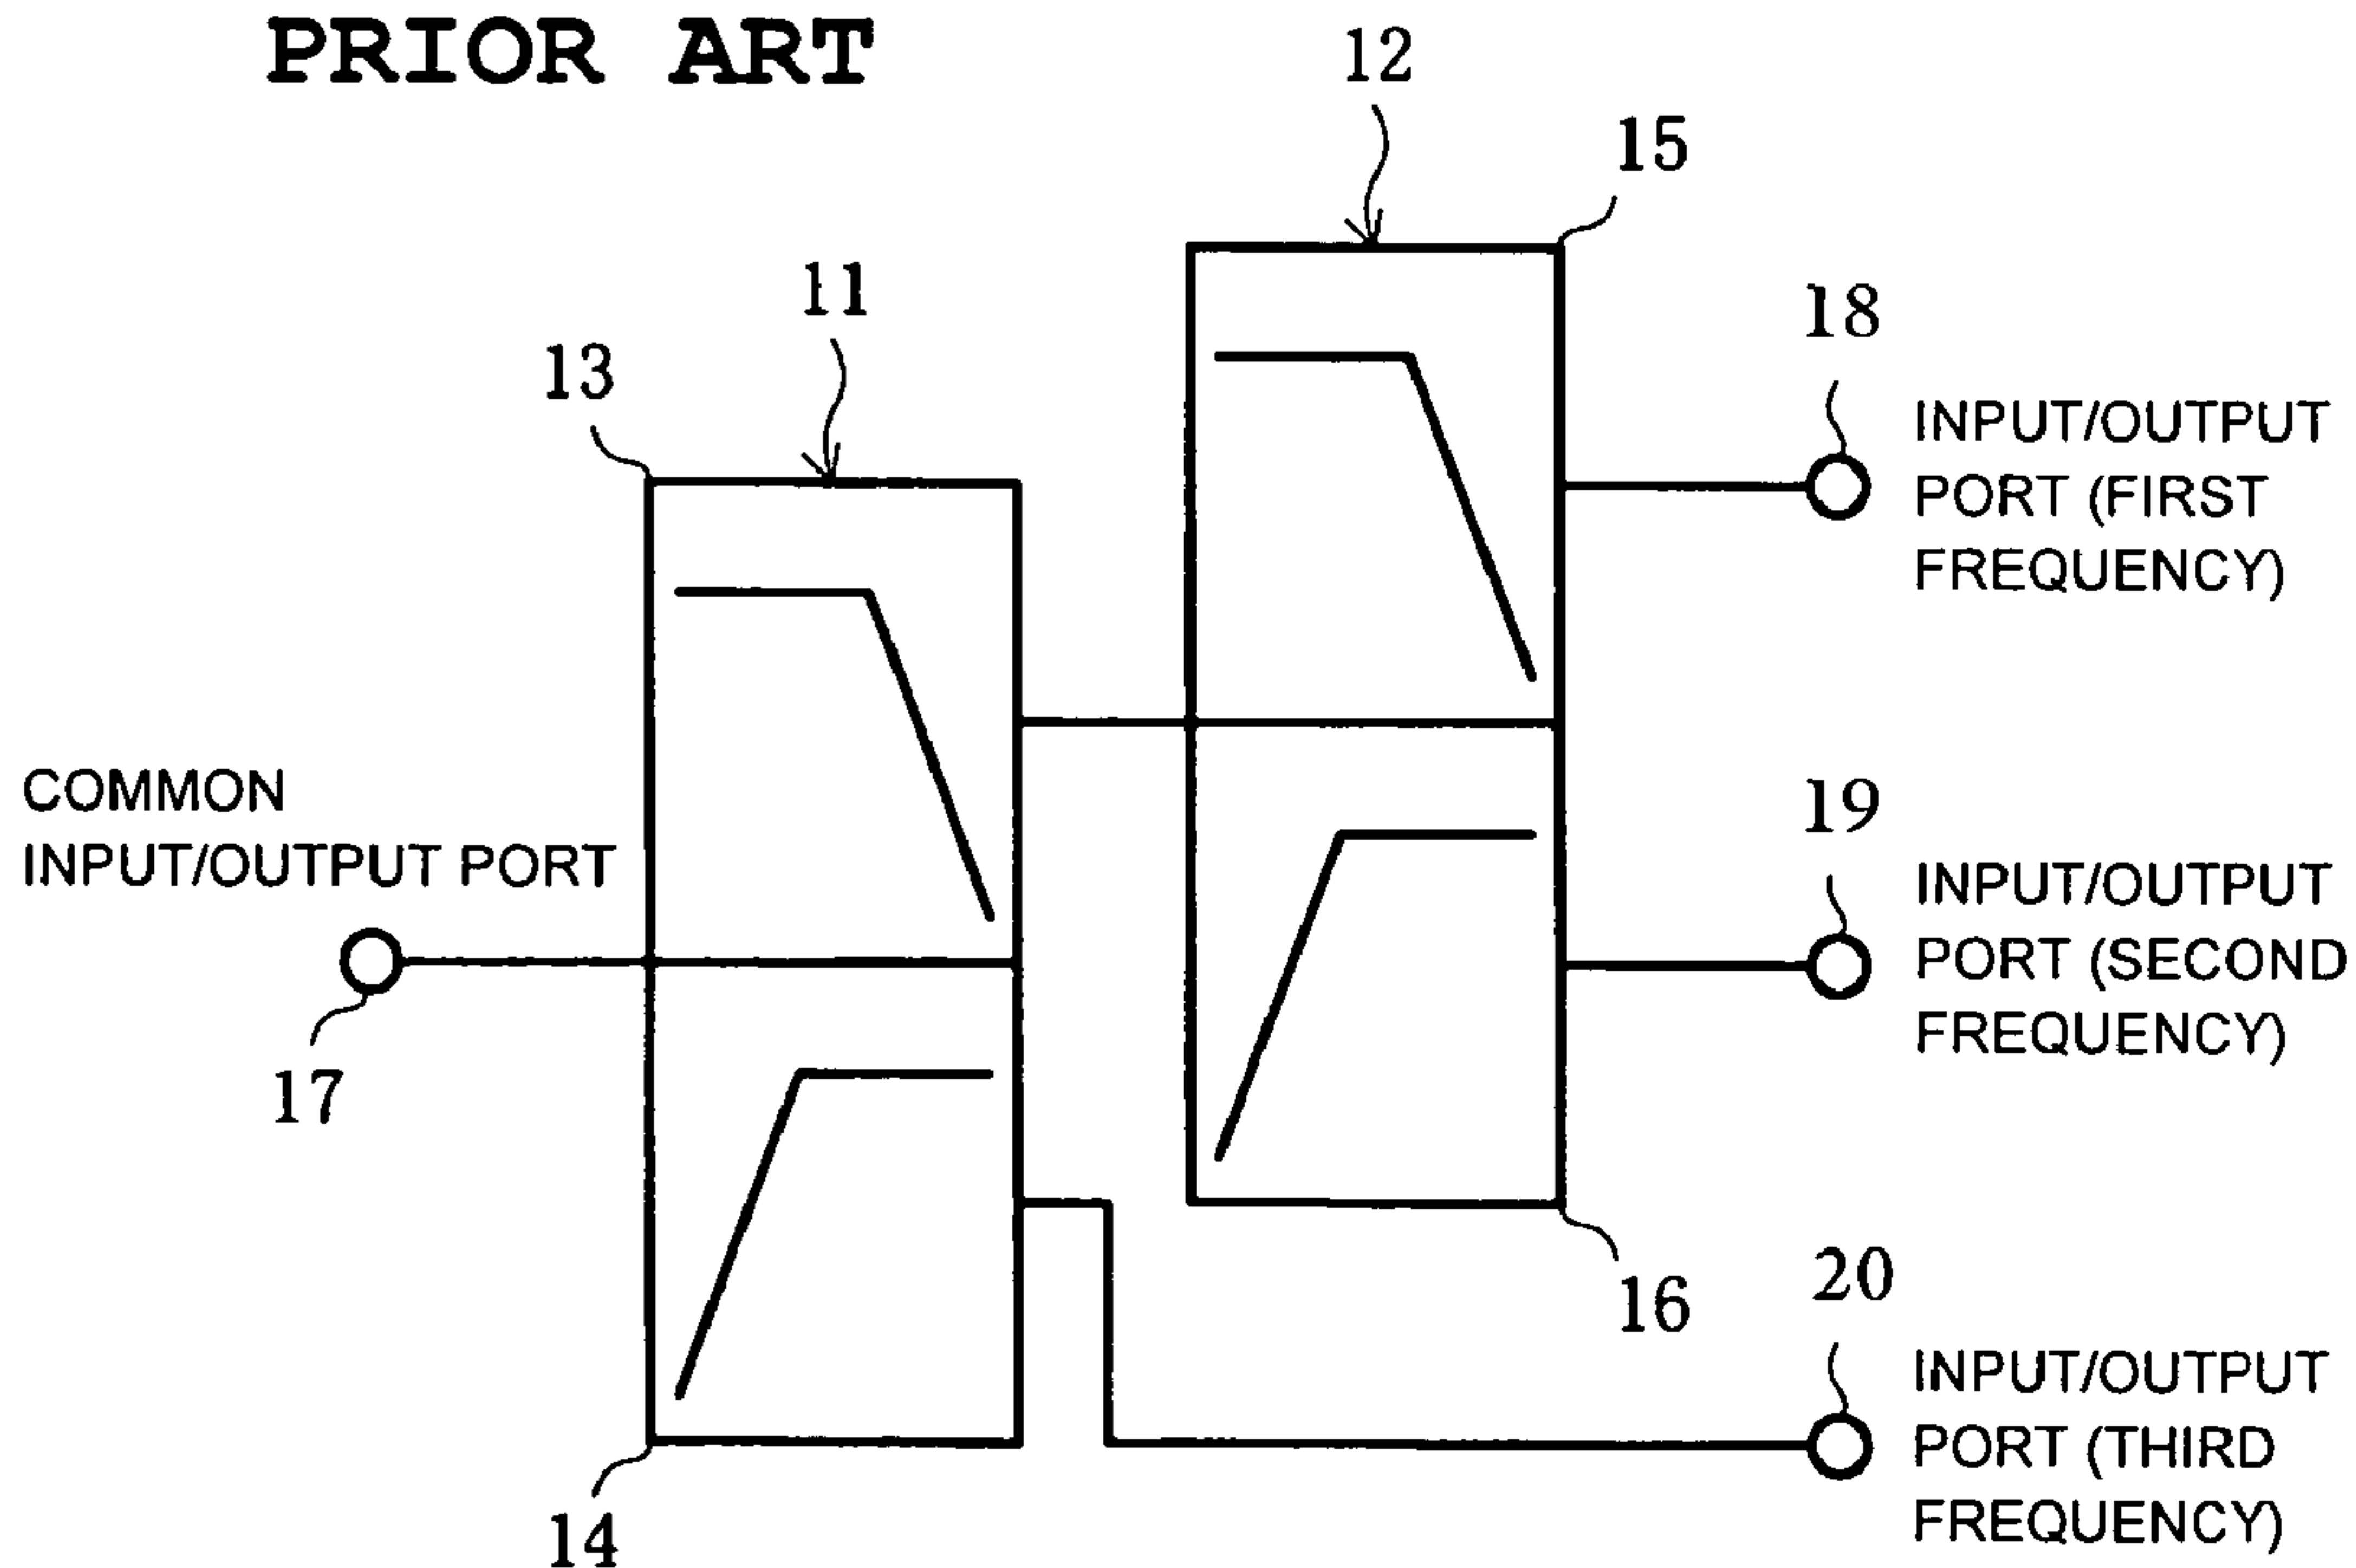 PRIOR ART
12
15
11
18
13
INPUT/OUTPUT
PORT (FIRST
FREQUENCY)
COMMON
INPUT/OUTPUT PORT
19
INPUT/OUTPUT
PORT (SECOND
FREQUENCY)
17
20
16
INPUT/OUTPUT
PORT (THIRD
FREQUENCY)
14